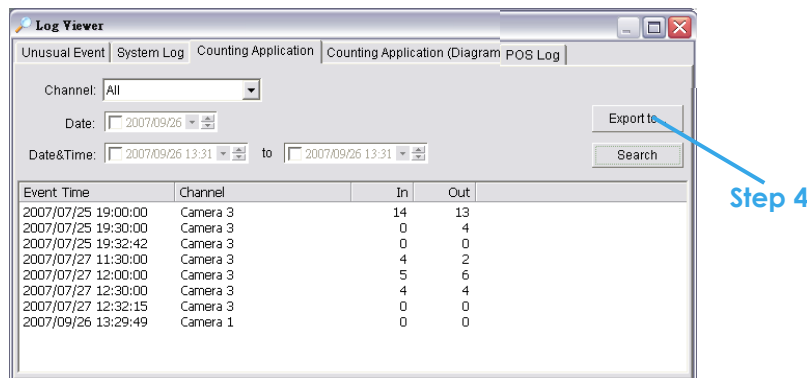 Log Viewer
Unusual Event System Log Counting Application Counting Application (Diagram POS Log
Channel: All
Date: 2007/09/26
Export to...
Date&Time: 2007/09/26 13:31 to 2007/09/26 13:31
Search
Step 4
Event Time Channel In Out
2007/07/25 19:00:00 Camera 3 14 13
2007/07/25 19:30:00 Camera 3 0 4
2007/07/25 19:32:42 Camera 3 0 0
2007/07/27 11:30:00 Camera 3 4 2
2007/07/27 12:00:00 Camera 3 5 6
2007/07/27 12:30:00 Camera 3 4 4
2007/07/27 12:32:15 Camera 3 0 0
2007/09/26 13:29:49 Camera 1 0 0